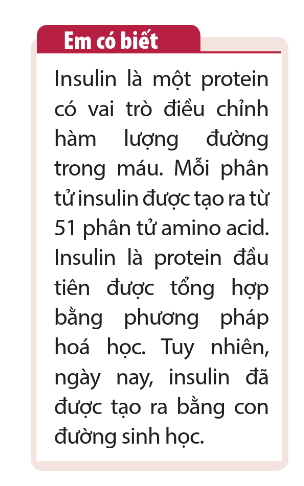 Em có biết
Insulin là một protein
có vai trò điều chỉnh
hàm lượng đường
trong máu. Mỗi phân
tử insulin được tạo ra từ
51 phân tử amino acid.
Insulin là protein đầu
tiên được tổng hợp
bằng phương pháp
hoá học. Tuy nhiên,
ngày nay, insulin đã
được tạo ra bằng con
đường sinh học.